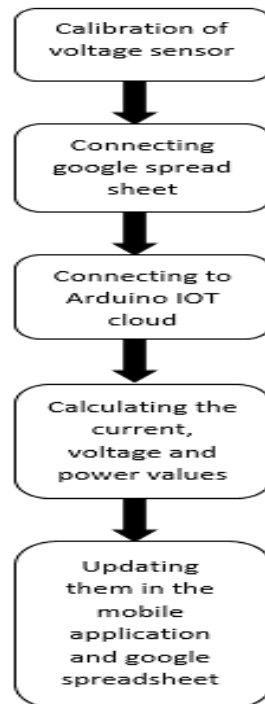 Calibration of
voltage sensor
Connecting
google spread
sheet
Connecting to
Arduino IOT
cloud
Calculating the
current,
voltage and
power values
Updating
them in the
mobile
application
and google
spreadsheet